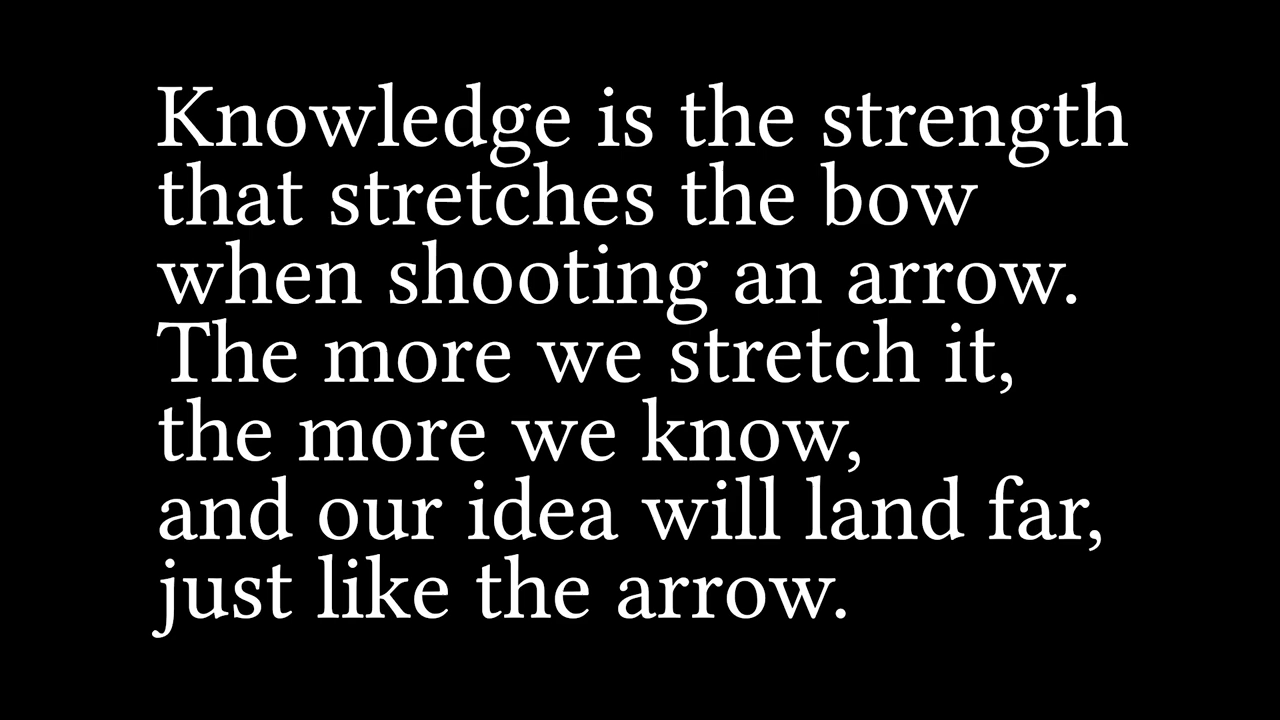 Knowledge is the strength
that stretches the bow
when shooting an arrow.
The more we stretch it,
the more we know,
and our idea will land far,
just like the arrow.